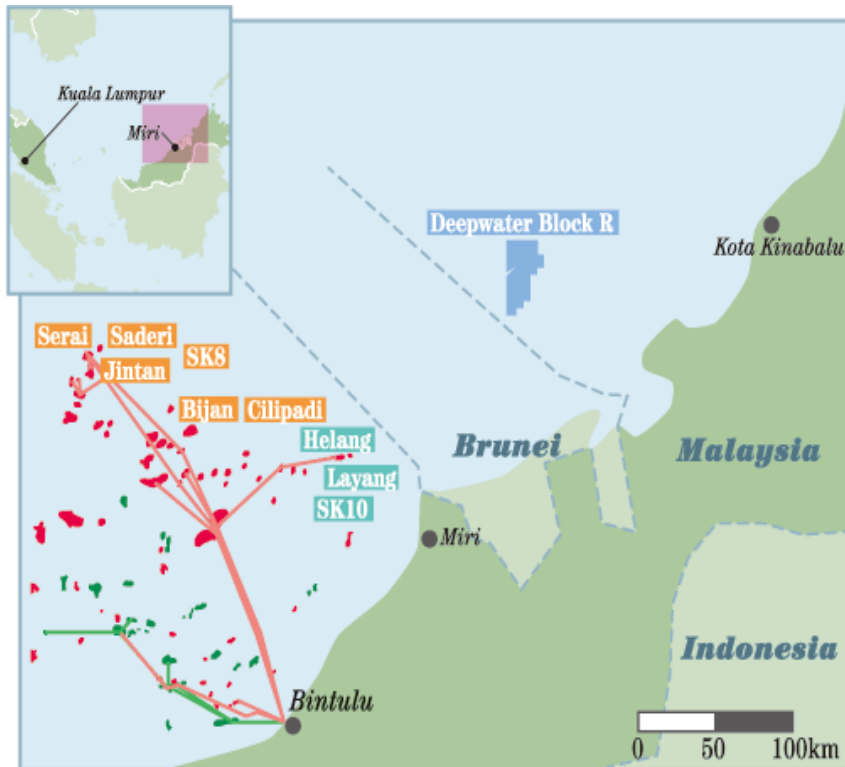 Kuala Lumpur
Miri
Deepwater Block R
Kota Kinabalu
Serai
Saderi
SK8
Jintan
Bijan
Cilipadi
Helang
Brunei
Malaysia
Layang
SK10
Miri
Indonesia
Bintulu
0 50 100km